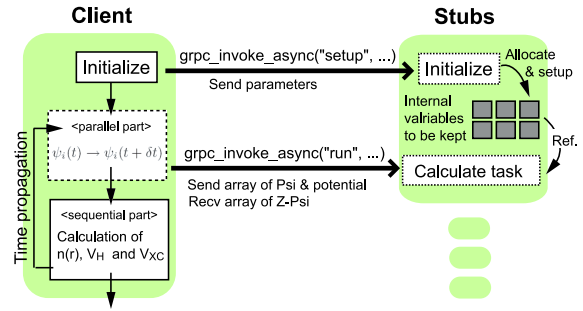 Client
Stubs
Initialize
grpc_invoke_async("setup", ...)
Send parameters
Initialize
Allocate
& setup
Internal
valriables
to be kept
Ref.
<parallel part>
ψi(t) → ψi(t + δt)
grpc_invoke_async("run", ...)
Send array of Psi & potential
Recv array of Z-Psi
Calculate task
Time propagation
<sequential part>
Calculation of
n(r), VH and VXC